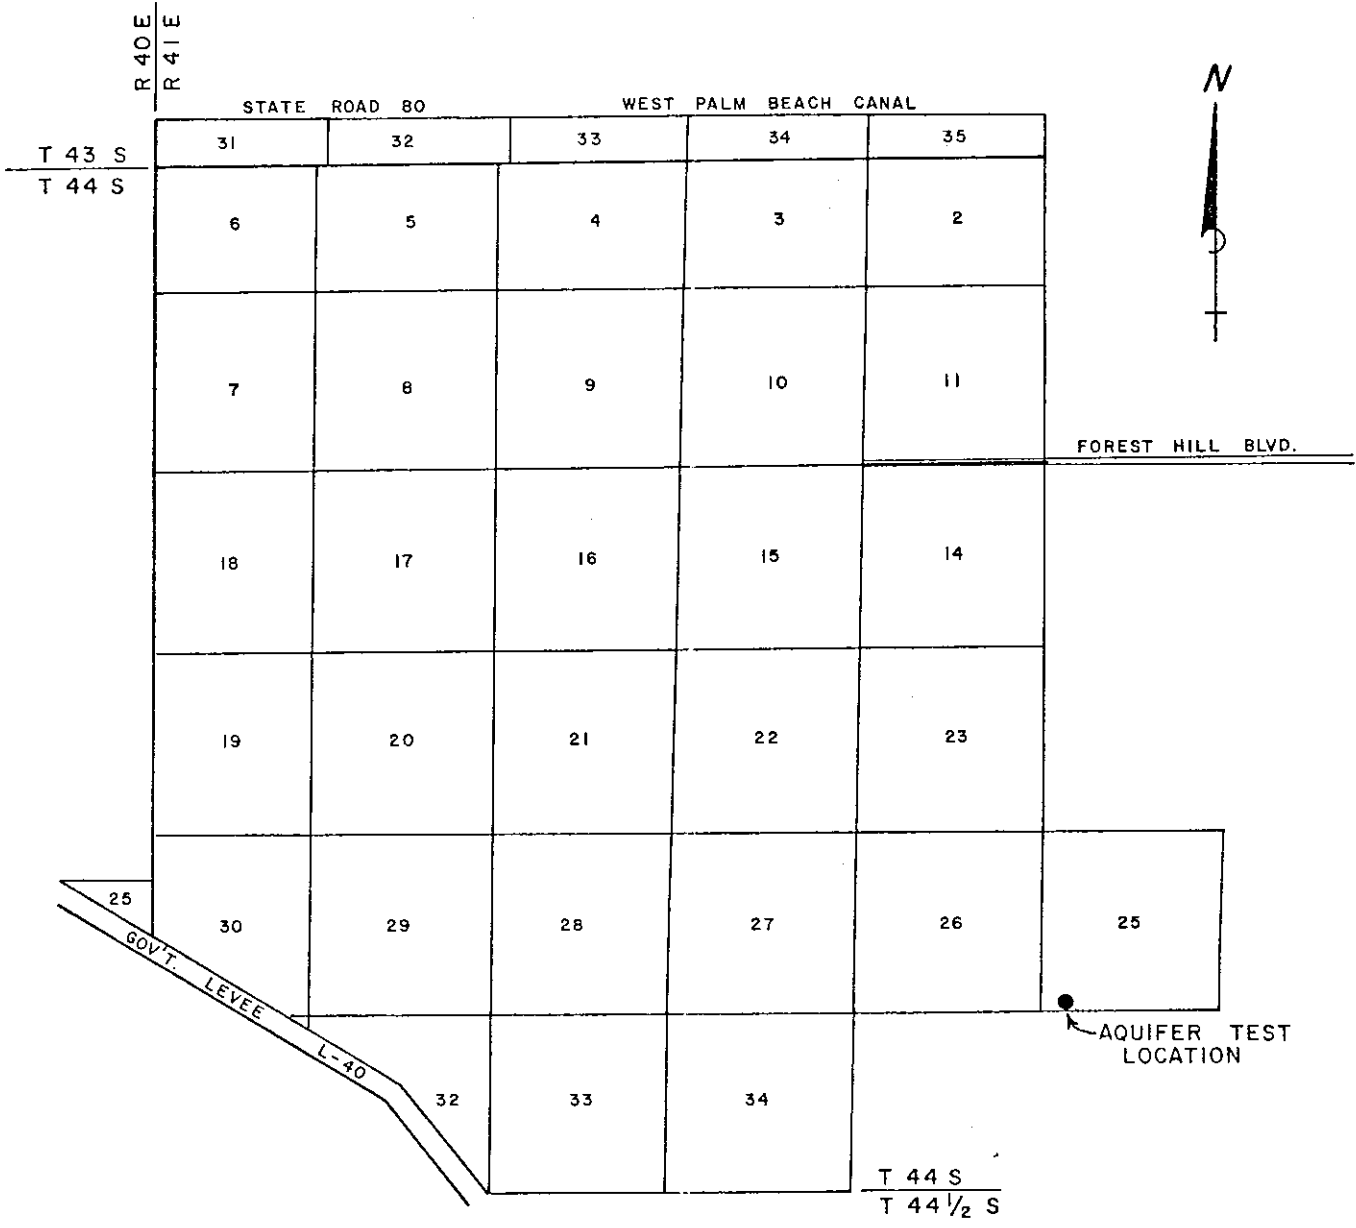 R 40 E
R 41 E
N
STATE ROAD 80
WEST PALM BEACH CANAL
T 43 S
T 44 S
31
32
33
34
35
6
5
4
3
2
7
8
9
10
11
FOREST HILL BLVD.
18
17
16
15
14
19
20
21
22
23
25
30
29
28
27
26
25
GOV'T. LEVEE L-40
AQUIFER TEST
LOCATION
32
33
34
T 44 S
T 44 1/2 S